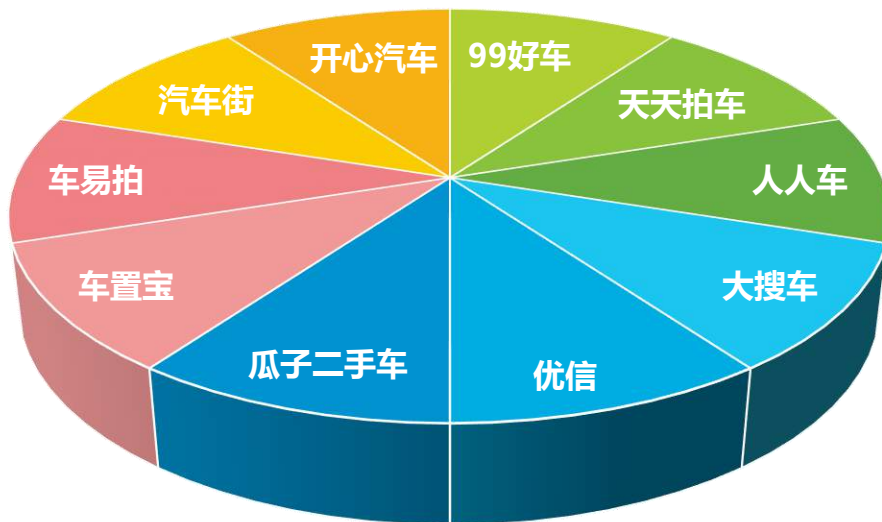 开心汽车
99好车
汽车街
天天拍车
车易拍
人人车
车置宝
大搜车
瓜子二手车
优信